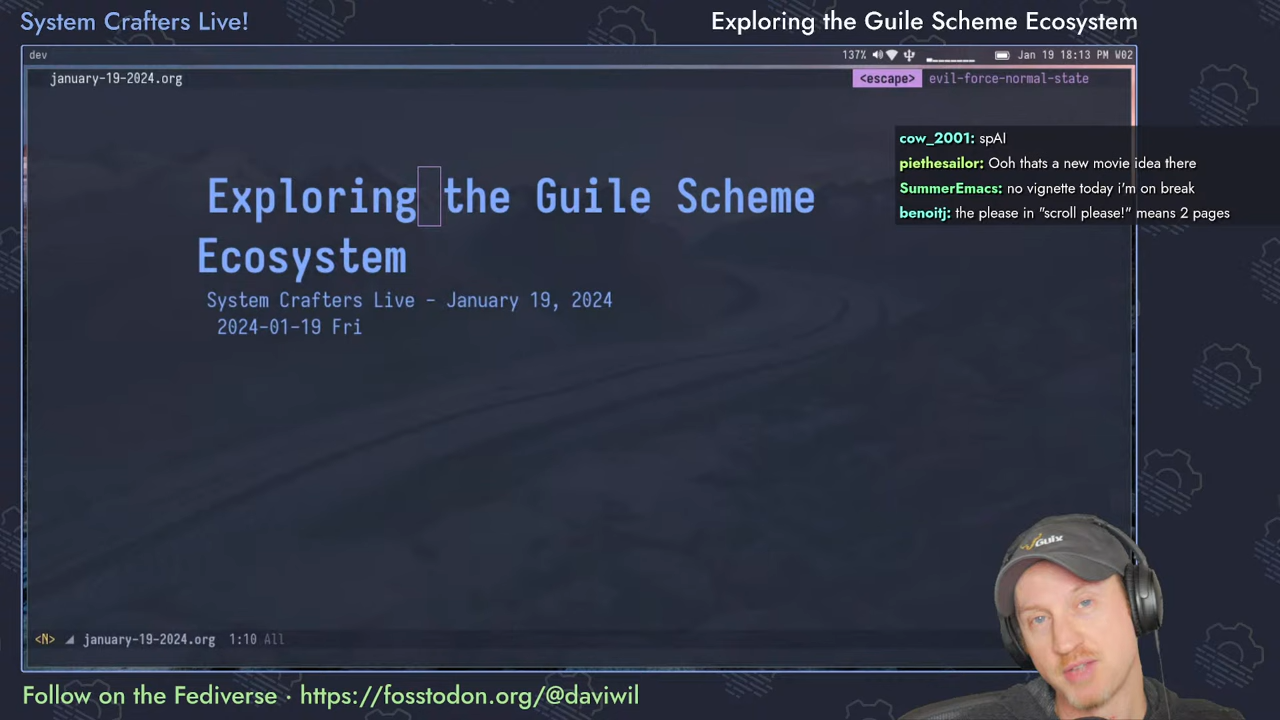 System Crafters Live!
Exploring the Guile Scheme Ecosystem
dev
137%
Jan 19 18:13 PM W02
january-19-2024.org
<escape> evil-force-normal-state
cow_2001: spAI
piethesailor: Ooh thats a new movie idea there
SummerEmacs: no vignette today i'm on break
benoitj: the please in "scroll please!" means 2 pages
Exploring the Guile Scheme
Ecosystem
System Crafters Live - January 19, 2024
2024-01-19 Fri
Guix
<N> january-19-2024.org 1:10 All
Follow on the Fediverse · https://fosstodon.org/@daviwil